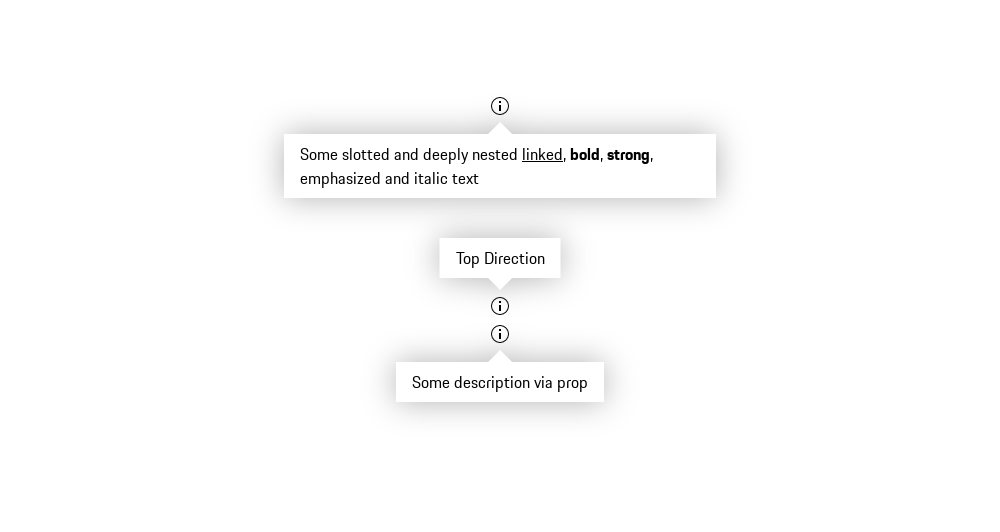 Some slotted and deeply nested linked, bold, strong,
emphasized and italic text
Top Direction
Some description via prop